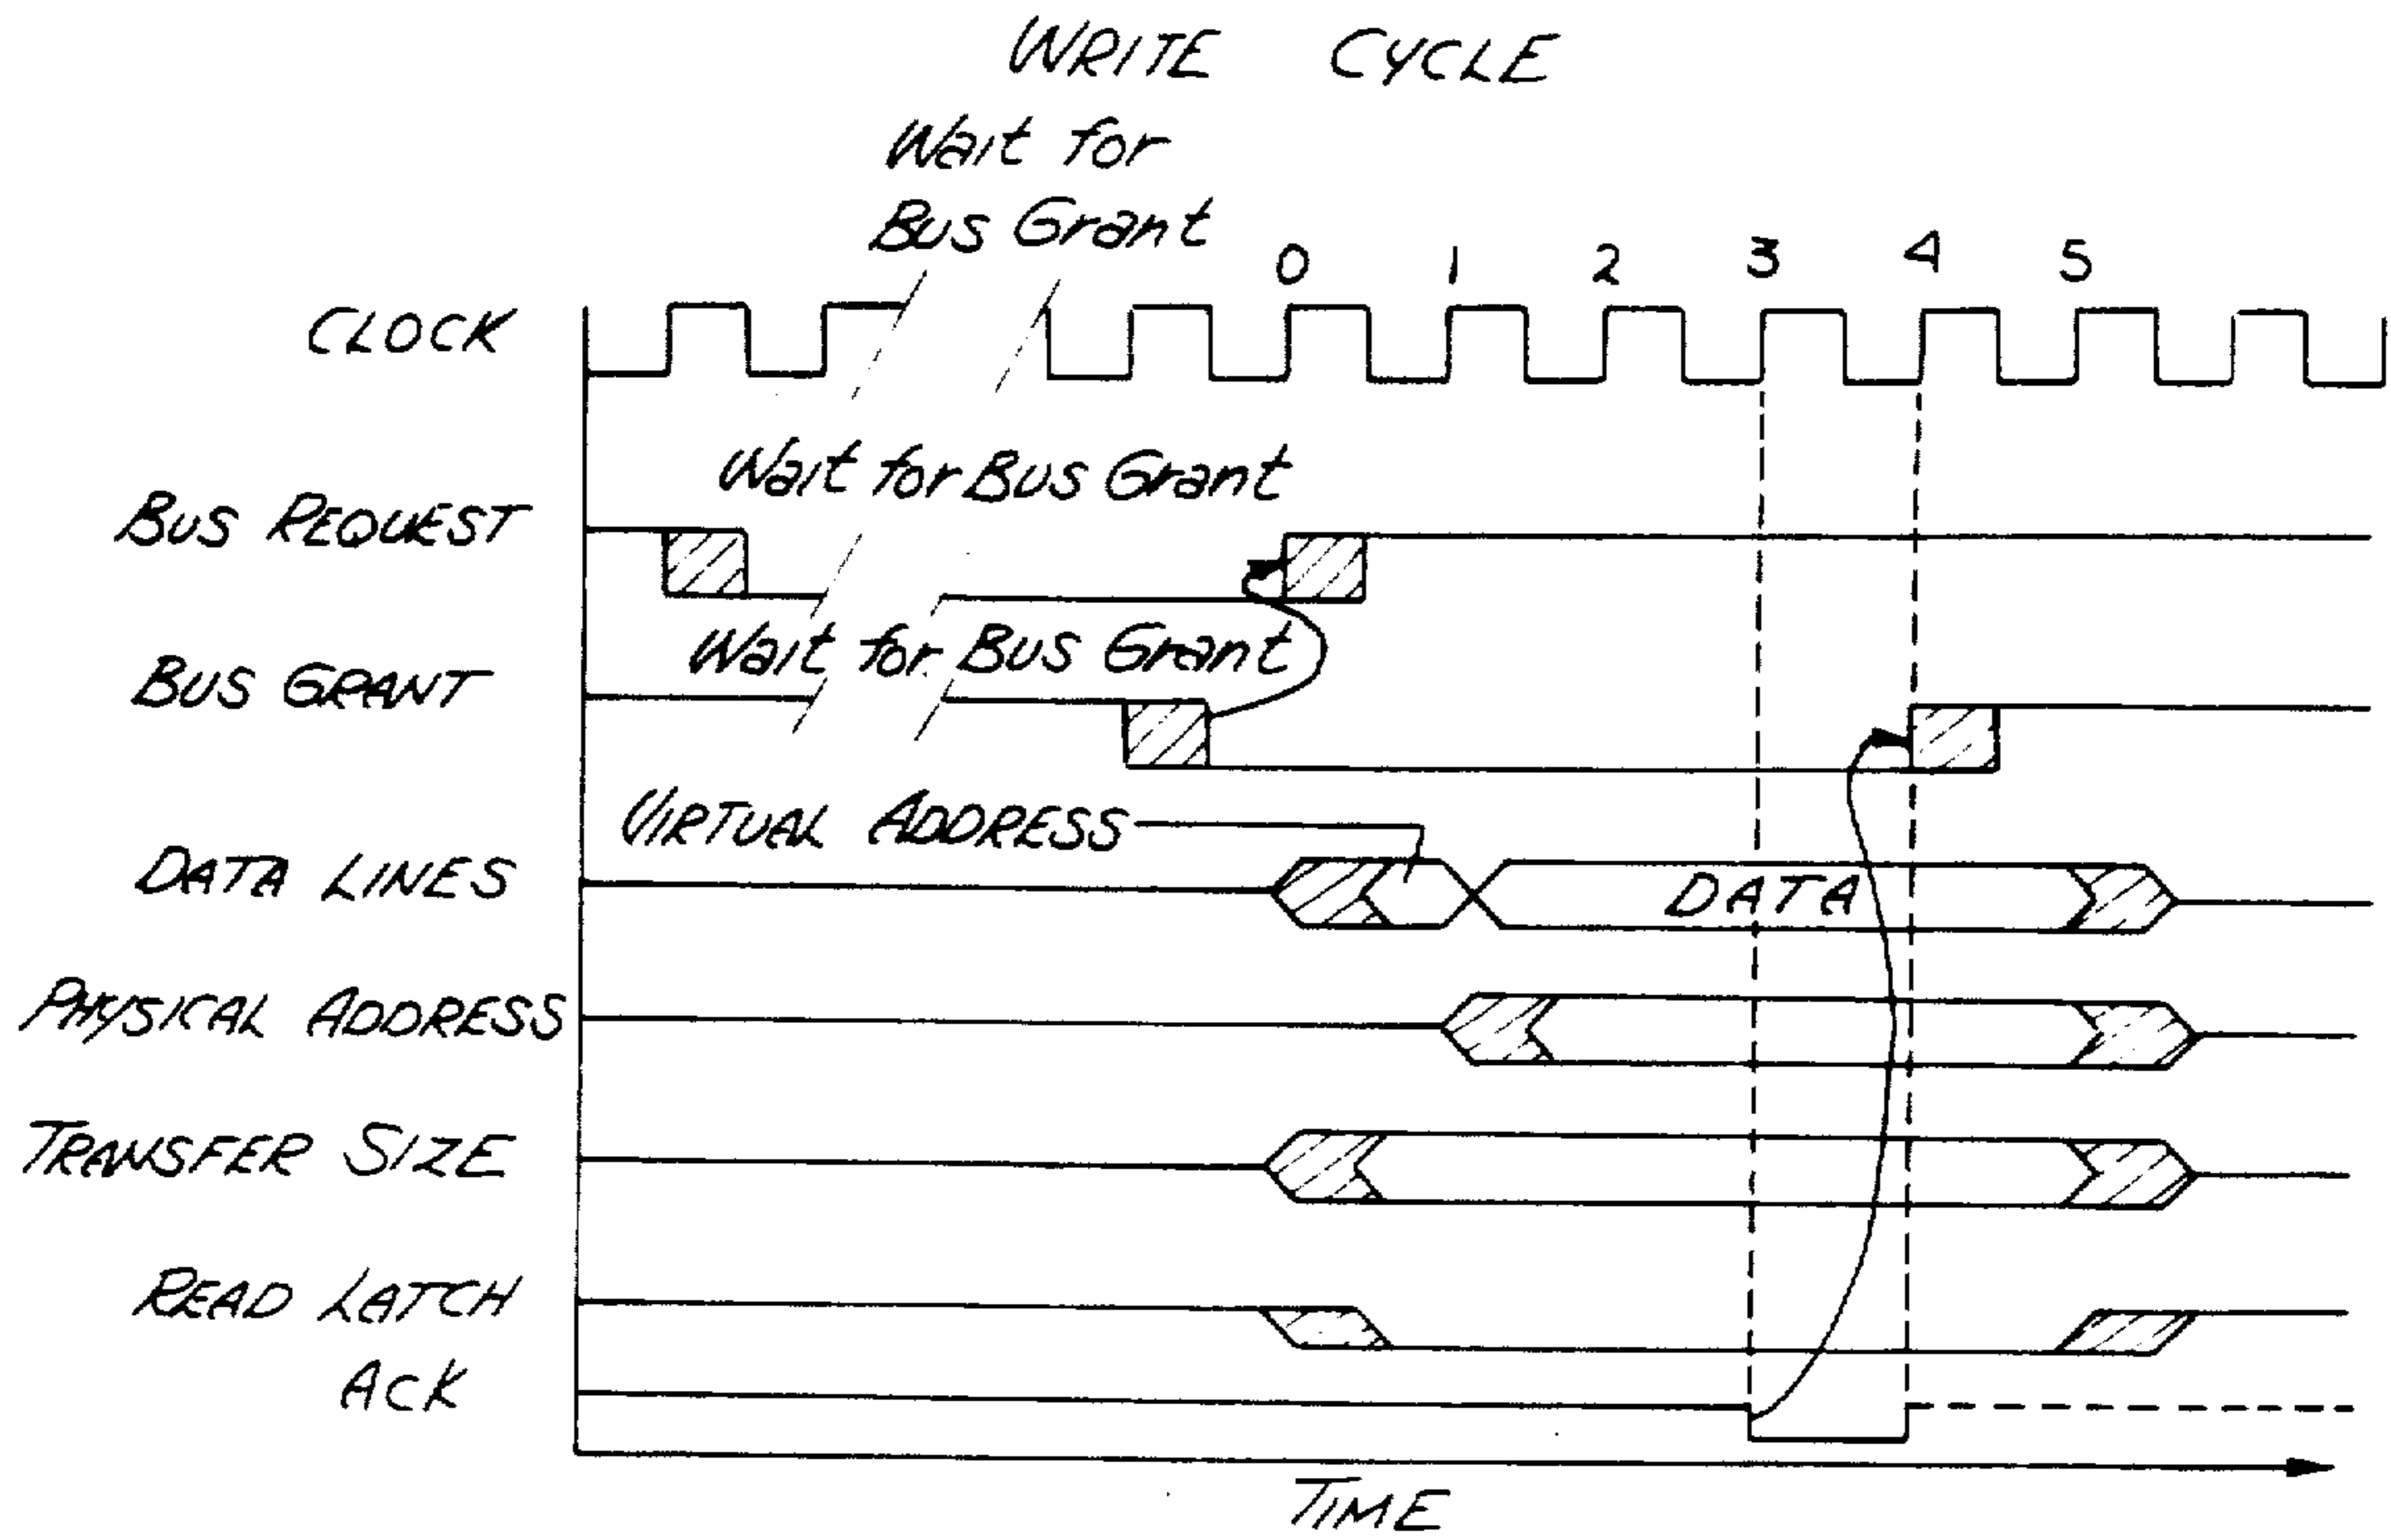 WRITE CYCLE
Wait for
Bus Grant
0 1 2 3 4 5
CLOCK
Wait for Bus Grant
BUS REQUEST
Wait for Bus Grant
BUS GRANT
VIRTUAL ADDRESS
DATA LINES
DATA
PHYSICAL ADDRESS
TRANSFER SIZE
READ LATCH
ACK
TIME